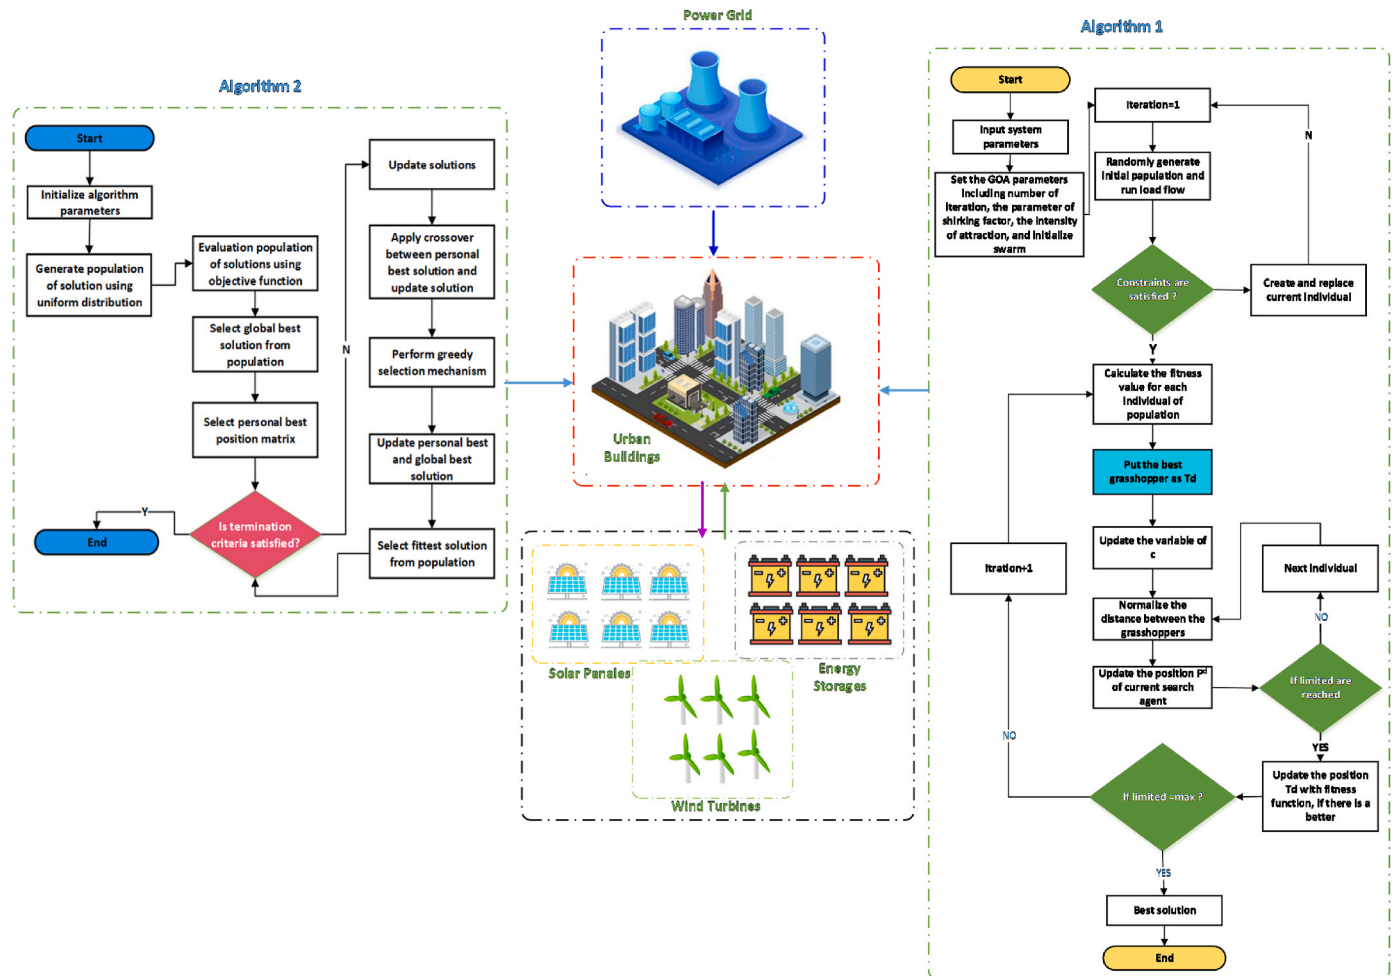 Power Grid
Algorithm 1
Algorithm 2
Start
Initialize algorithm
parameters
Generate population
of solution using
uniform distribution
Evaluation population
of solutions using
objective function
Select global best
solution from
population
Select personal best
position matrix
Is termination
criteria satisfied?
Y
End
N
Update solutions
Apply crossover
between personal
best solution and
update solution
Perform greedy
selection mechanism
Update personal best
and global best
solution
Select fittest solution
from population
Urban
Buildings
Solar Panales
Energy
Storages
Wind Turbines
Start
Input system
parameters
Set the GOA parameters
including number of
iteration, the parameter of
shirking factor, the intensity
of attraction, and initialize
swarm
Iteration=1
N
Randomly generate
initial papulation and
run load flow
Constraints are
satisfied ?
Create and replace
current individual
Y
Calculate the fitness
value for each
individual of
population
Put the best
grasshopper as Td
Update the variable of
c
Itration+1
Next individual
Normalize the
distance between the
grasshoppers
NO
Update the position Pd
of current search
agent
If limited are
reached
NO
YES
Update the position
Td with fitness
function, if there is a
better
If limited =max ?
YES
Best solution
End